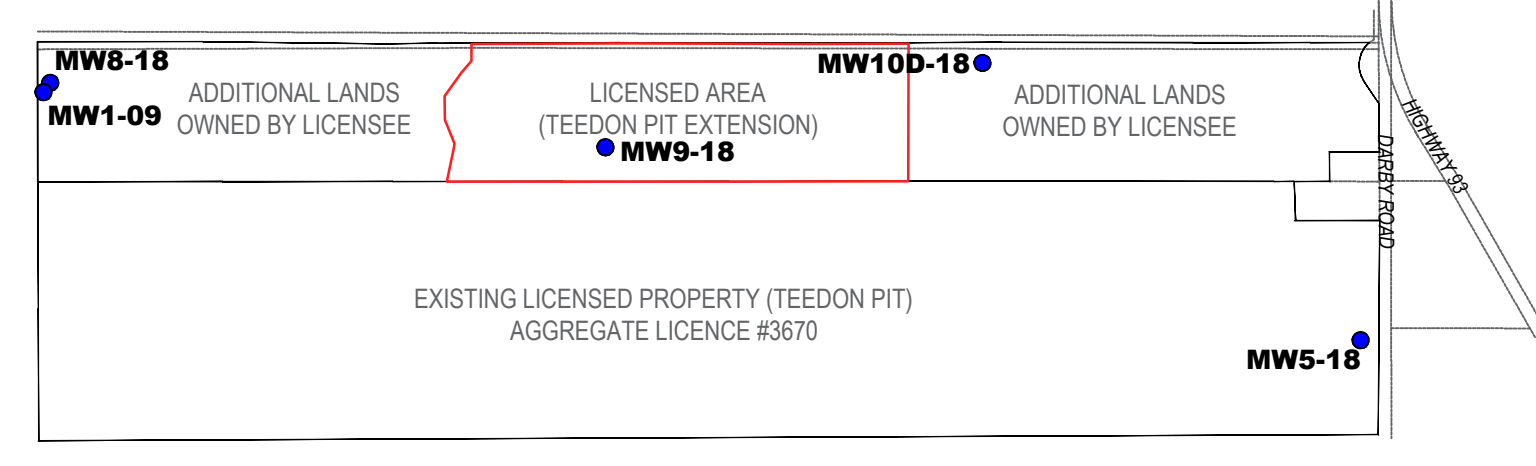 MW8-18
MW10D-18
ADDITIONAL LANDS
OWNED BY LICENSEE
LICENSED AREA
(TEEDON PIT EXTENSION)
ADDITIONAL LANDS
OWNED BY LICENSEE
MW1-09
MW9-18
HIGHWAY 93
DARBY ROAD
EXISTING LICENSED PROPERTY (TEEDON PIT)
AGGREGATE LICENCE #3670
MW5-18